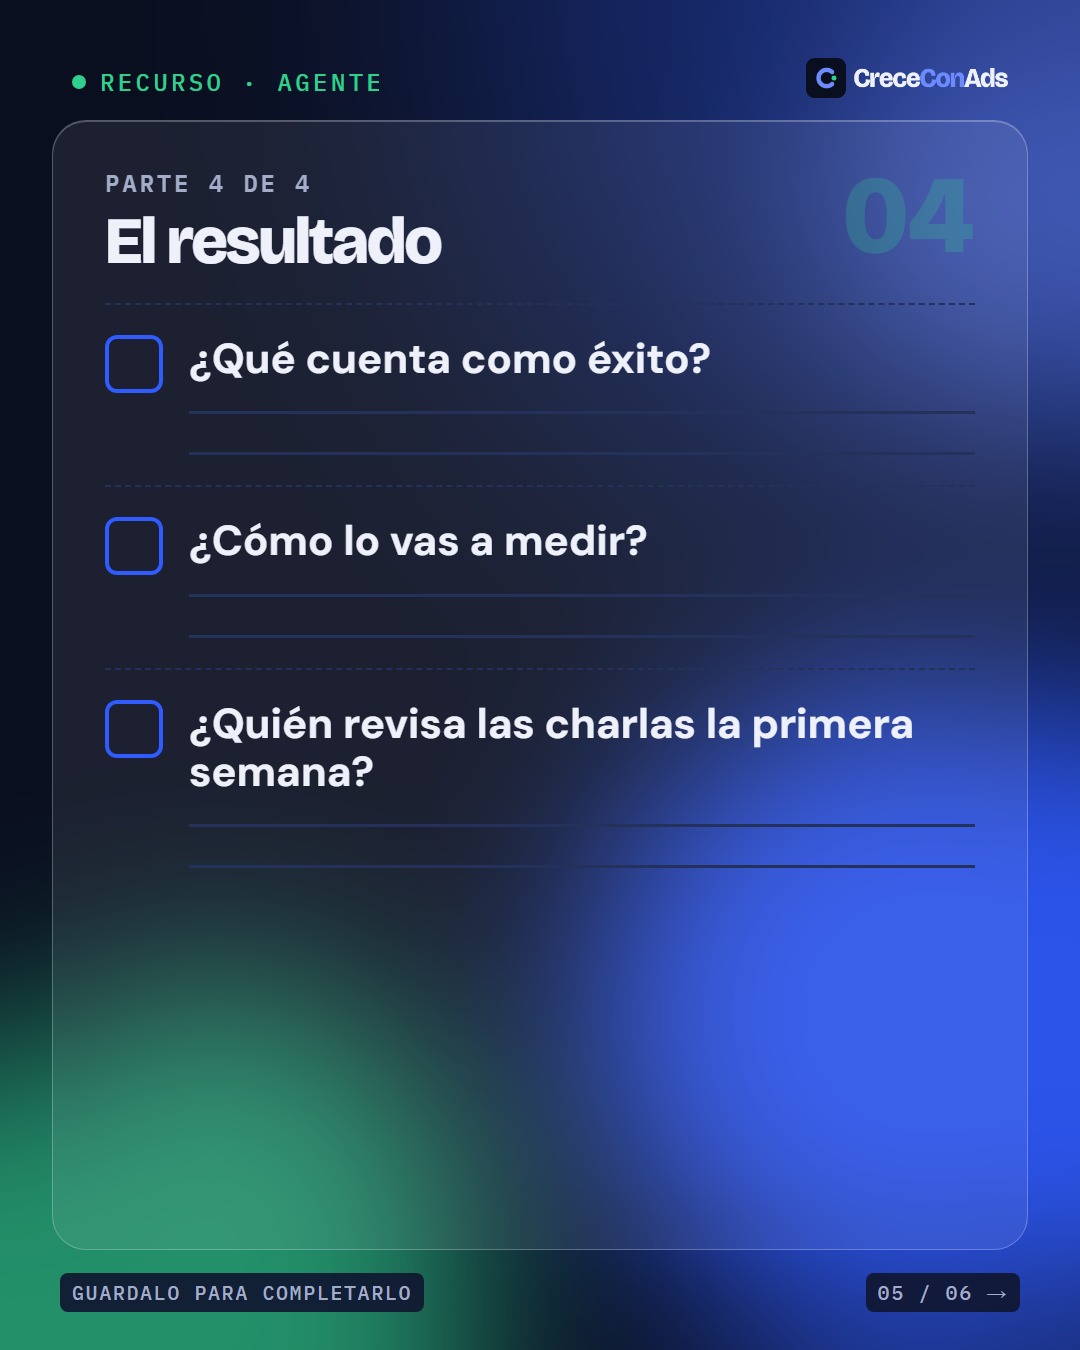 RECURSO · AGENTE
CreceConAds
PARTE 4 DE 4
04
El resultado
¿Qué cuenta como éxito?
¿Cómo lo vas a medir?
¿Quién revisa las charlas la primera
semana?
GUARDALO PARA COMPLETARLO
05 / 06 →